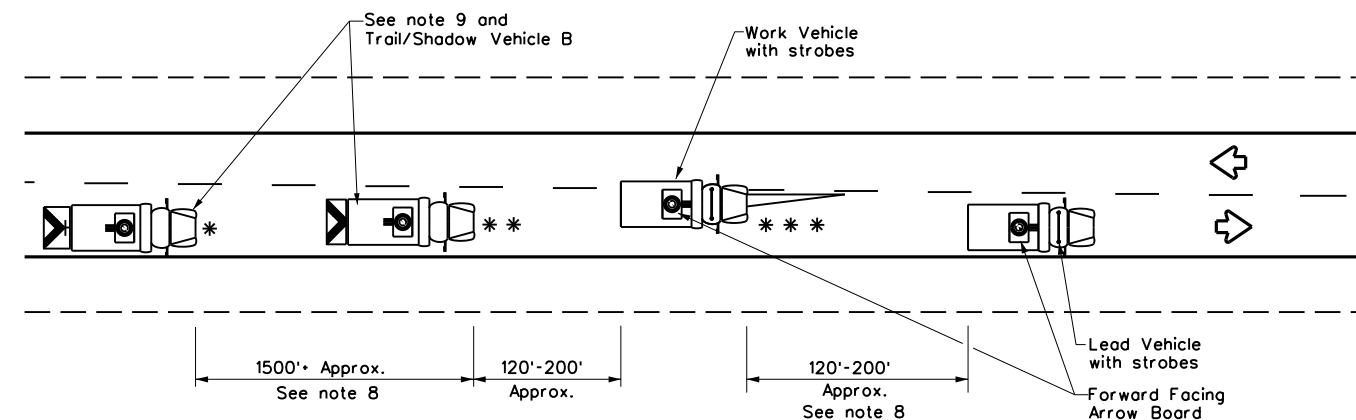 See note 9 and
Trail/Shadow Vehicle B
Work Vehicle
with strobes
*
* *
* * *
1500'+ Approx.
See note 8
120'-200'
Approx.
120'-200'
Approx.
See note 8
Lead Vehicle
with strobes
Forward Facing
Arrow Board